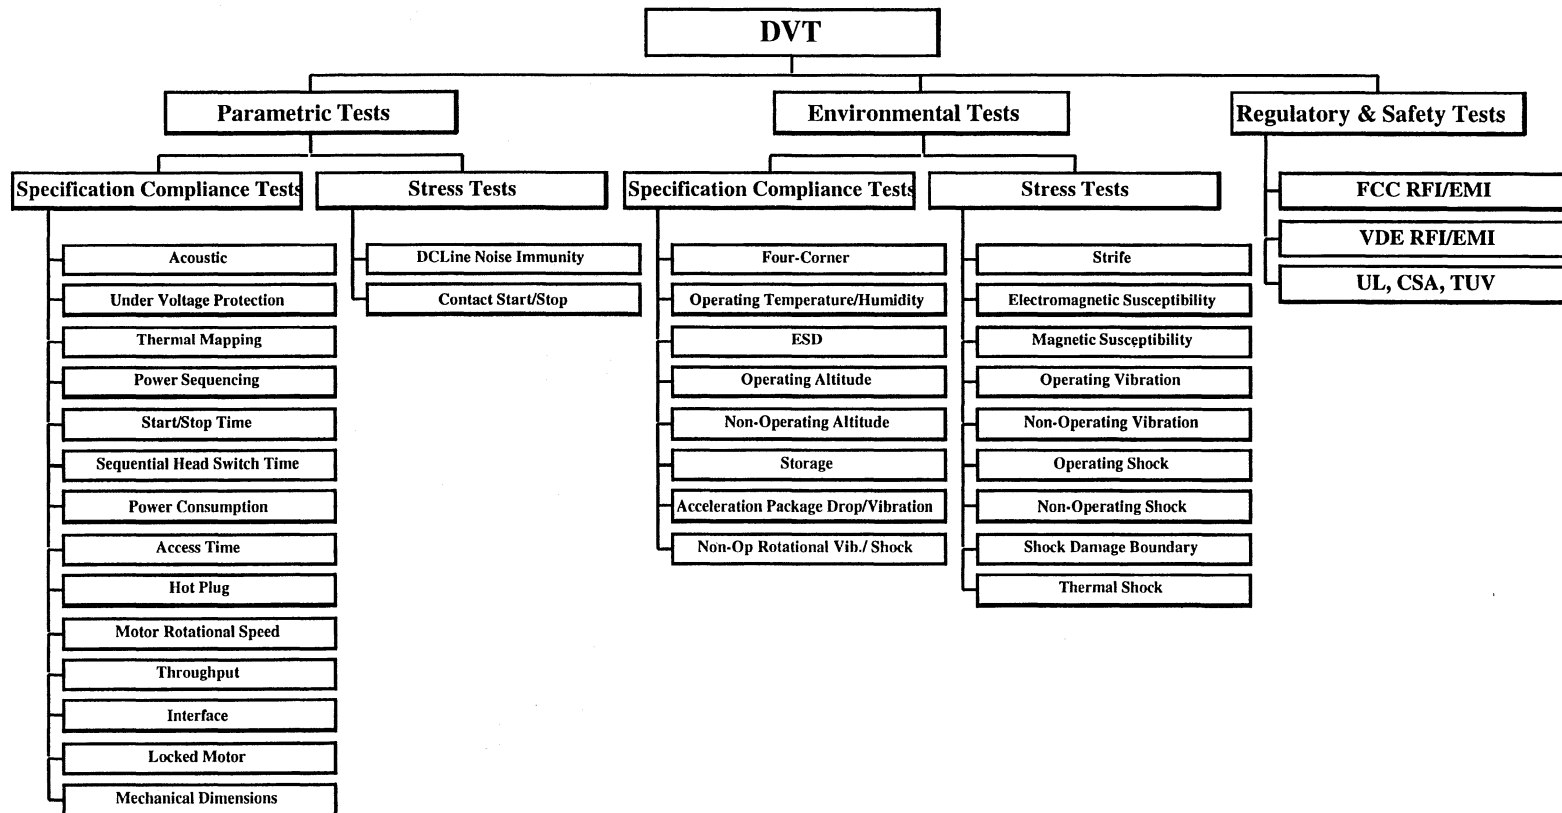 DVT
Parametric Tests
Environmental Tests
Regulatory & Safety Tests
Specification Compliance Tests
Stress Tests
Specification Compliance Tests
Stress Tests
FCC RFI/EMI
VDE RFI/EMI
UL, CSA, TUV
Acoustic
Under Voltage Protection
Thermal Mapping
Power Sequencing
Start/Stop Time
Sequential Head Switch Time
Power Consumption
Access Time
Hot Plug
Motor Rotational Speed
Throughput
Interface
Locked Motor
Mechanical Dimensions
DCLine Noise Immunity
Contact Start/Stop
Four-Corner
Operating Temperature/Humidity
ESD
Operating Altitude
Non-Operating Altitude
Storage
Acceleration Package Drop/Vibration
Non-Op Rotational Vib./ Shock
Strife
Electromagnetic Susceptibility
Magnetic Susceptibility
Operating Vibration
Non-Operating Vibration
Operating Shock
Non-Operating Shock
Shock Damage Boundary
Thermal Shock